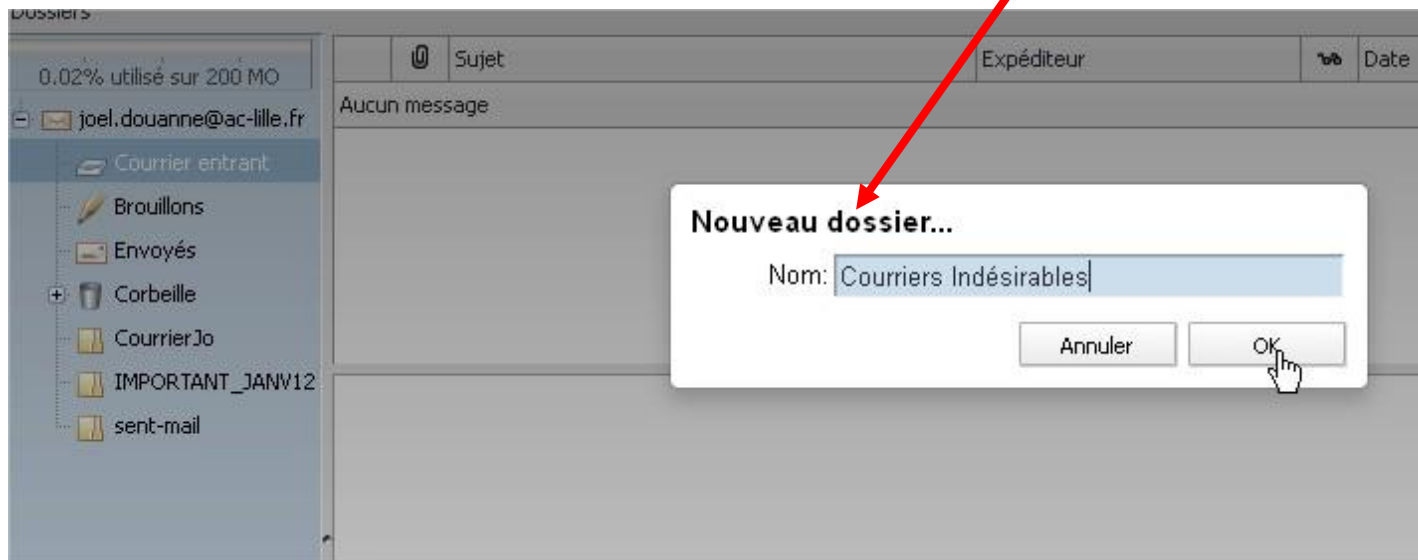 Dossiers
0.02% utilisé sur 200 MO
Sujet Expéditeur Date
joel.douanne@ac-lille.fr
Aucun message
Courrier entrant
Brouillons
Envoyés
Corbeille
CourrierJo
IMPORTANT_JANV12
sent-mail
Nouveau dossier...
Nom: Courriers Indésirables
Annuler OK